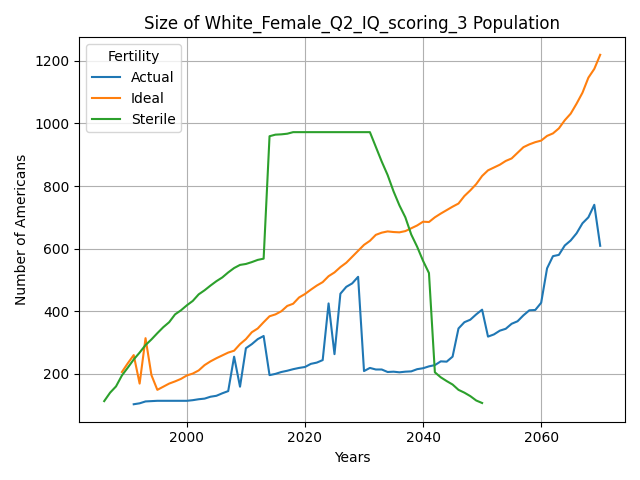 Size of White_Female_Q2_IQ_scoring_3 Population
Number of Americans
1200
1000
800
600
400
200
Fertility
Actual
Ideal
Sterile
2000
2020
2040
2060
Years